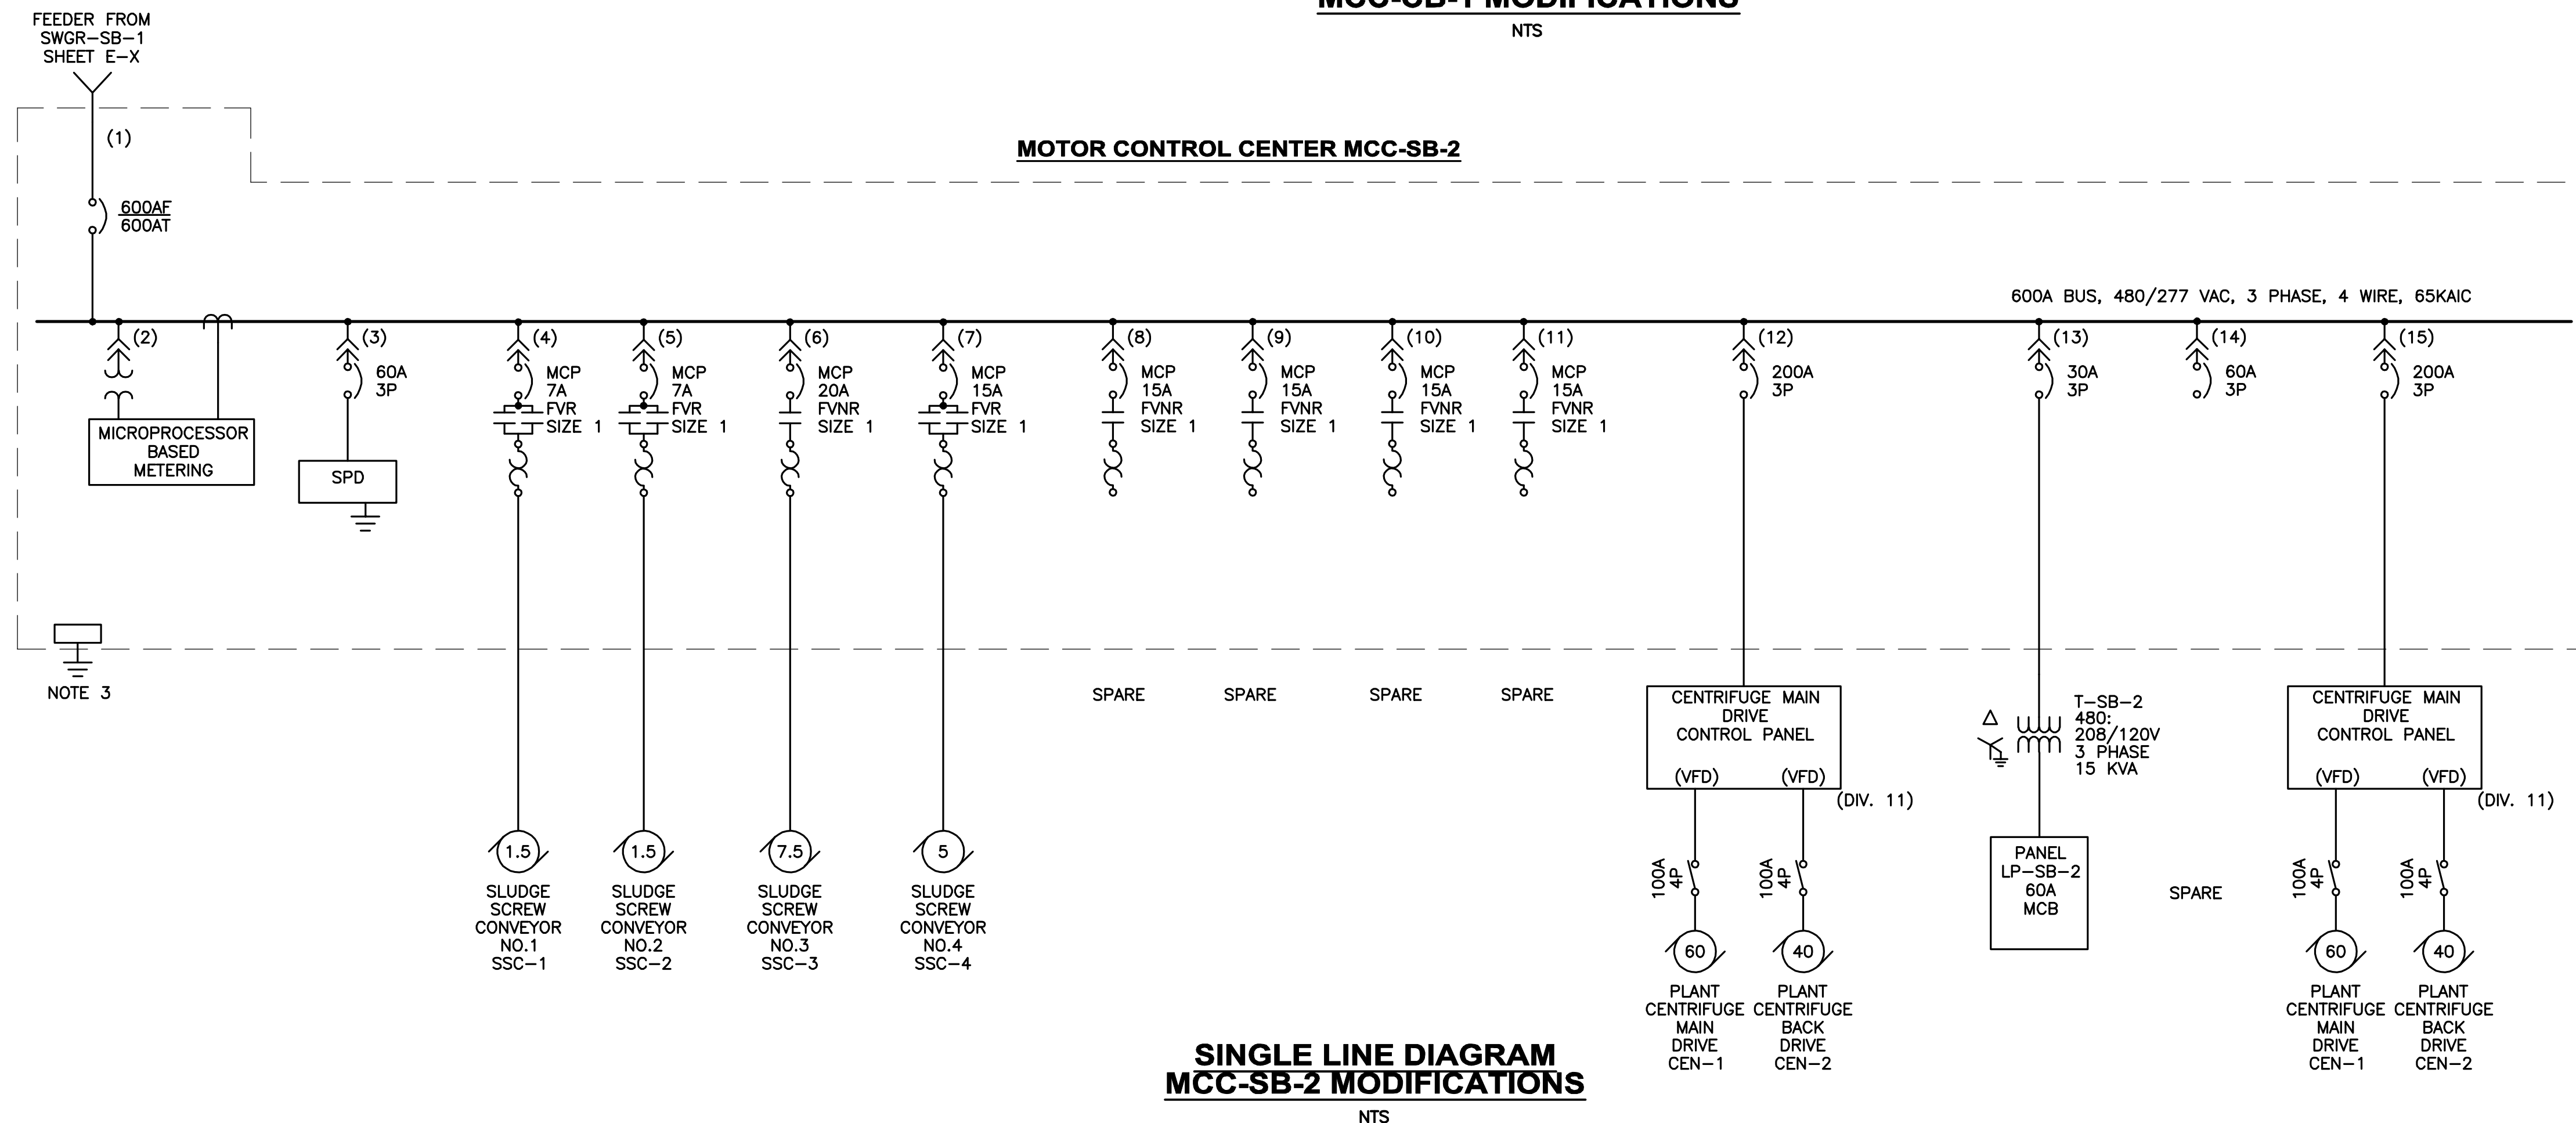 MCC-SB-1 MODIFICATIONS
NTS
FEEDER FROM
SWGR-SB-1
SHEET E-X
(1)
MOTOR CONTROL CENTER MCC-SB-2
600AF
600AT
600A BUS, 480/277 VAC, 3 PHASE, 4 WIRE, 65KAIC
(2)
MICROPROCESSOR
BASED
METERING
(3)
60A
3P
SPD
(4)
MCP
7A
FVR
SIZE 1
(5)
MCP
7A
FVR
SIZE 1
(6)
MCP
20A
FVNR
SIZE 1
(7)
MCP
15A
FVR
SIZE 1
(8)
MCP
15A
FVNR
SIZE 1
(9)
MCP
15A
FVNR
SIZE 1
(10)
MCP
15A
FVNR
SIZE 1
(11)
MCP
15A
FVNR
SIZE 1
(12)
200A
3P
(13)
30A
3P
(14)
60A
3P
(15)
200A
3P
NOTE 3
SPARE
SPARE
SPARE
SPARE
CENTRIFUGE MAIN
DRIVE
CONTROL PANEL
(VFD) (VFD)
(DIV. 11)
T-SB-2
480:
208/120V
3 PHASE
15 KVA
CENTRIFUGE MAIN
DRIVE
CONTROL PANEL
(VFD) (VFD)
(DIV. 11)
1.5
SLUDGE
SCREW
CONVEYOR
NO.1
SSC-1
1.5
SLUDGE
SCREW
CONVEYOR
NO.2
SSC-2
7.5
SLUDGE
SCREW
CONVEYOR
NO.3
SSC-3
5
SLUDGE
SCREW
CONVEYOR
NO.4
SSC-4
100A
4P
60
PLANT
CENTRIFUGE
MAIN
DRIVE
CEN-1
100A
4P
40
PLANT
CENTRIFUGE
BACK
DRIVE
CEN-2
PANEL
LP-SB-2
60A
MCB
SPARE
100A
4P
60
PLANT
CENTRIFUGE
MAIN
DRIVE
CEN-1
100A
4P
40
PLANT
CENTRIFUGE
BACK
DRIVE
CEN-2
SINGLE LINE DIAGRAM
MCC-SB-2 MODIFICATIONS
NTS